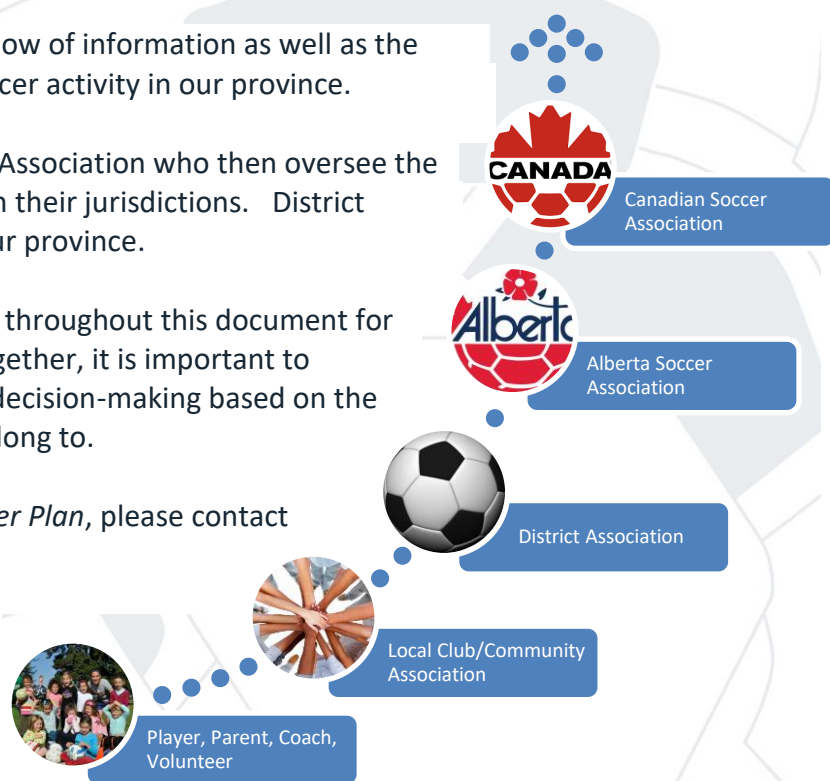 ow of information as well as the
cer activity in our province.
Association who then oversee the
n their jurisdictions. District
ur province.
throughout this document for
gether, it is important to
decision-making based on the
long to.
er Plan, please contact
CANADA
Canadian Soccer
Association
Alberta
Alberta Soccer
Association
District Association
Local Club/Community
Association
Player, Parent, Coach,
Volunteer